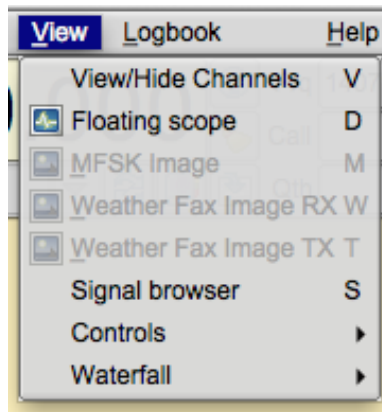 View Logbook Help
View/Hide Channels V
Floating scope D
MFSK Image M
Weather Fax Image RX W
Weather Fax Image TX T
Signal browser S
Controls
Waterfall